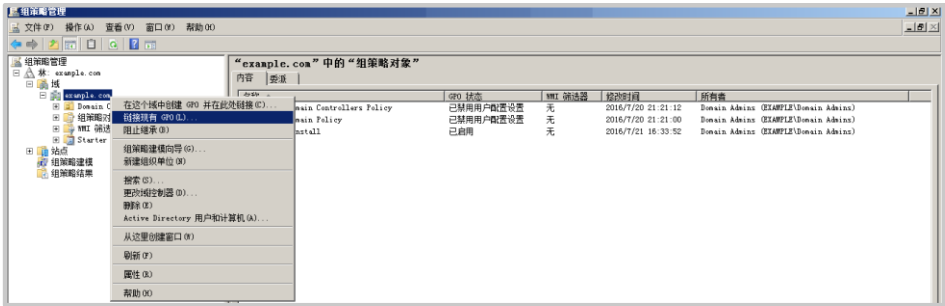 组策略管理
文件(F) 操作(A) 查看(V) 窗口(W) 帮助(H)
组策略管理
林: example.com
域
example.com
Domain C
组策略对
WMI 筛选
Starter
站点
组策略建模
组策略结果
在这个域中创建 GPO 并在此处链接(C)...
链接现有 GPO(L)...
阻止继承(B)
组策略建模向导(G)...
新建组织单位(N)
搜索(S)...
更改域控制器(D)...
删除(E)
Active Directory 用户和计算机(A)...
从这里创建窗口(W)
刷新(F)
属性(R)
帮助(H)
“example.com”中的“组策略对象”
内容 委派
名称 GPO 状态 WMI 筛选器 修改时间 所有者
main Controllers Policy 已禁用用户配置设置 无 2016/7/20 21:21:12 Domain Admins (EXAMPLE\Domain Admins)
main Policy 已禁用用户配置设置 无 2016/7/20 21:21:00 Domain Admins (EXAMPLE\Domain Admins)
nstall 已启用 无 2016/7/21 16:33:52 Domain Admins (EXAMPLE\Domain Admins)